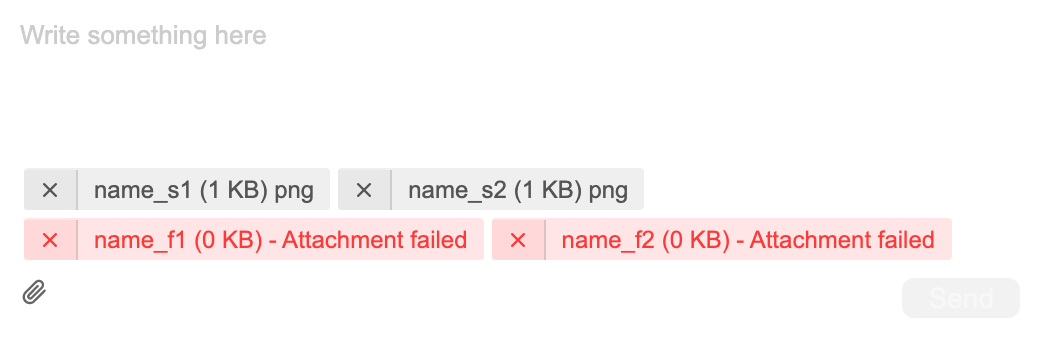 Write something here
name_s1 (1 KB) png name_s2 (1 KB) png
name_f1 (0 KB) - Attachment failed name_f2 (0 KB) - Attachment failed
Send